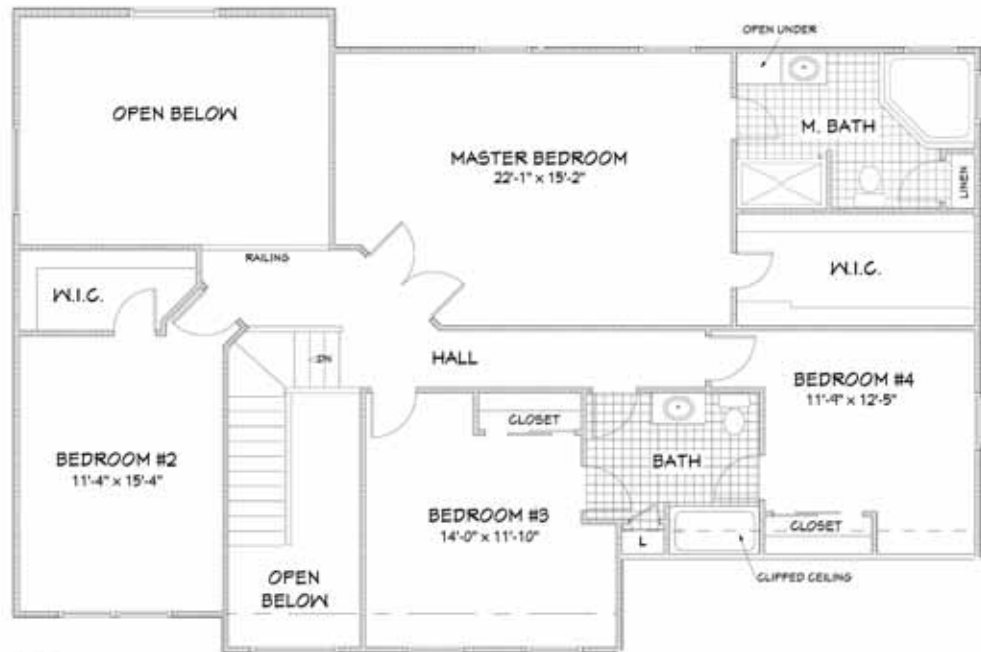 OPEN UNDER
OPEN BELOW
M. BATH
MASTER BEDROOM
22'-1" x 15'-2"
LINEN
RAILING
W.I.C.
W.I.C.
DN
HALL
BEDROOM #4
11'-9" x 12'-5"
CLOSET
BEDROOM #2
11'-4" x 15'-4"
BATH
BEDROOM #3
14'-0" x 11'-10"
CLOSET
L
OPEN
BELOW
CLIPPED CEILING